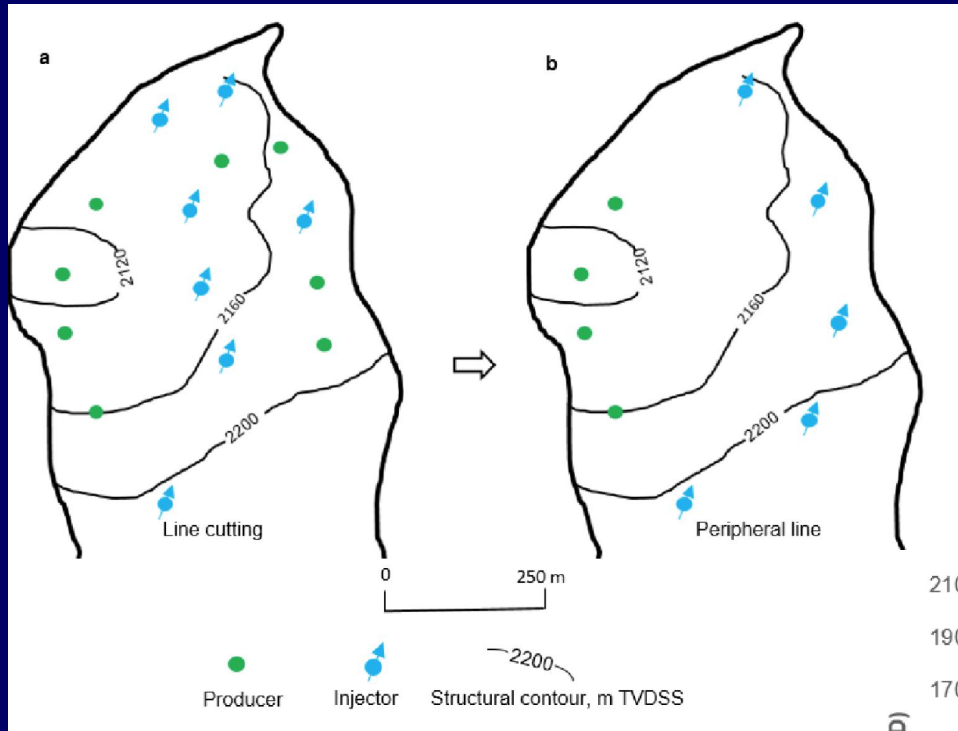 a
b
2120
2160
2200
Line cutting
2120
2160
2200
Peripheral line
0
250 m
2200
Producer
Injector
Structural contour, m TVDSS
210
190
170